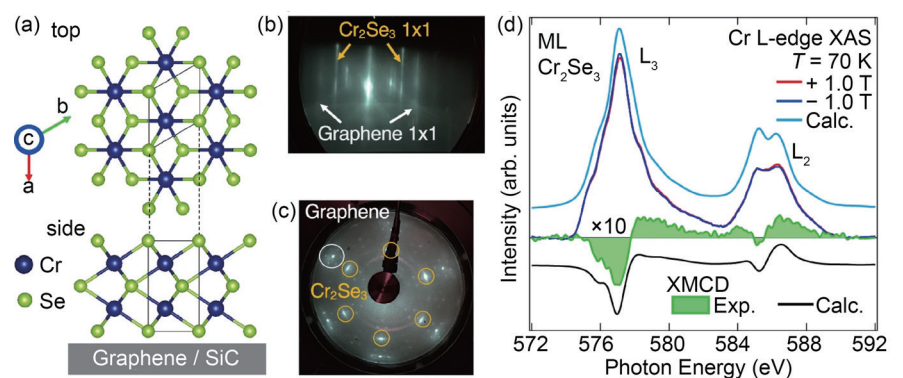 (a)
top
b
c
a
side
Cr
Se
Graphene / SiC
(b)
Cr2Se3 1x1
Graphene 1x1
(c)
Graphene
Cr2Se3
(d)
ML
Cr2Se3
L3
Cr L-edge XAS
T = 70 K
+ 1.0 T
− 1.0 T
Calc.
L2
×10
XMCD
Exp.
Calc.
Intensity (arb. units)
572 576 580 584 588 592
Photon Energy (eV)